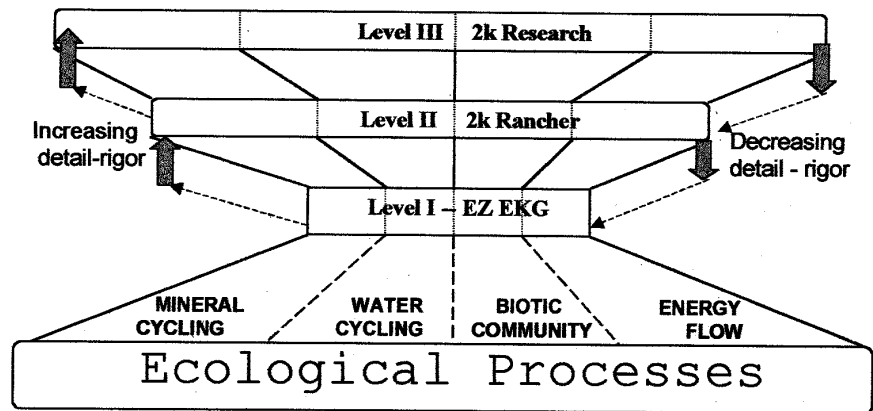 Level III 2k Research
Level II 2k Rancher
Increasing
detail-rigor
Decreasing
detail - rigor
Level I – EZ EKG
MINERAL
CYCLING
WATER
CYCLING
BIOTIC
COMMUNITY
ENERGY
FLOW
Ecological Processes